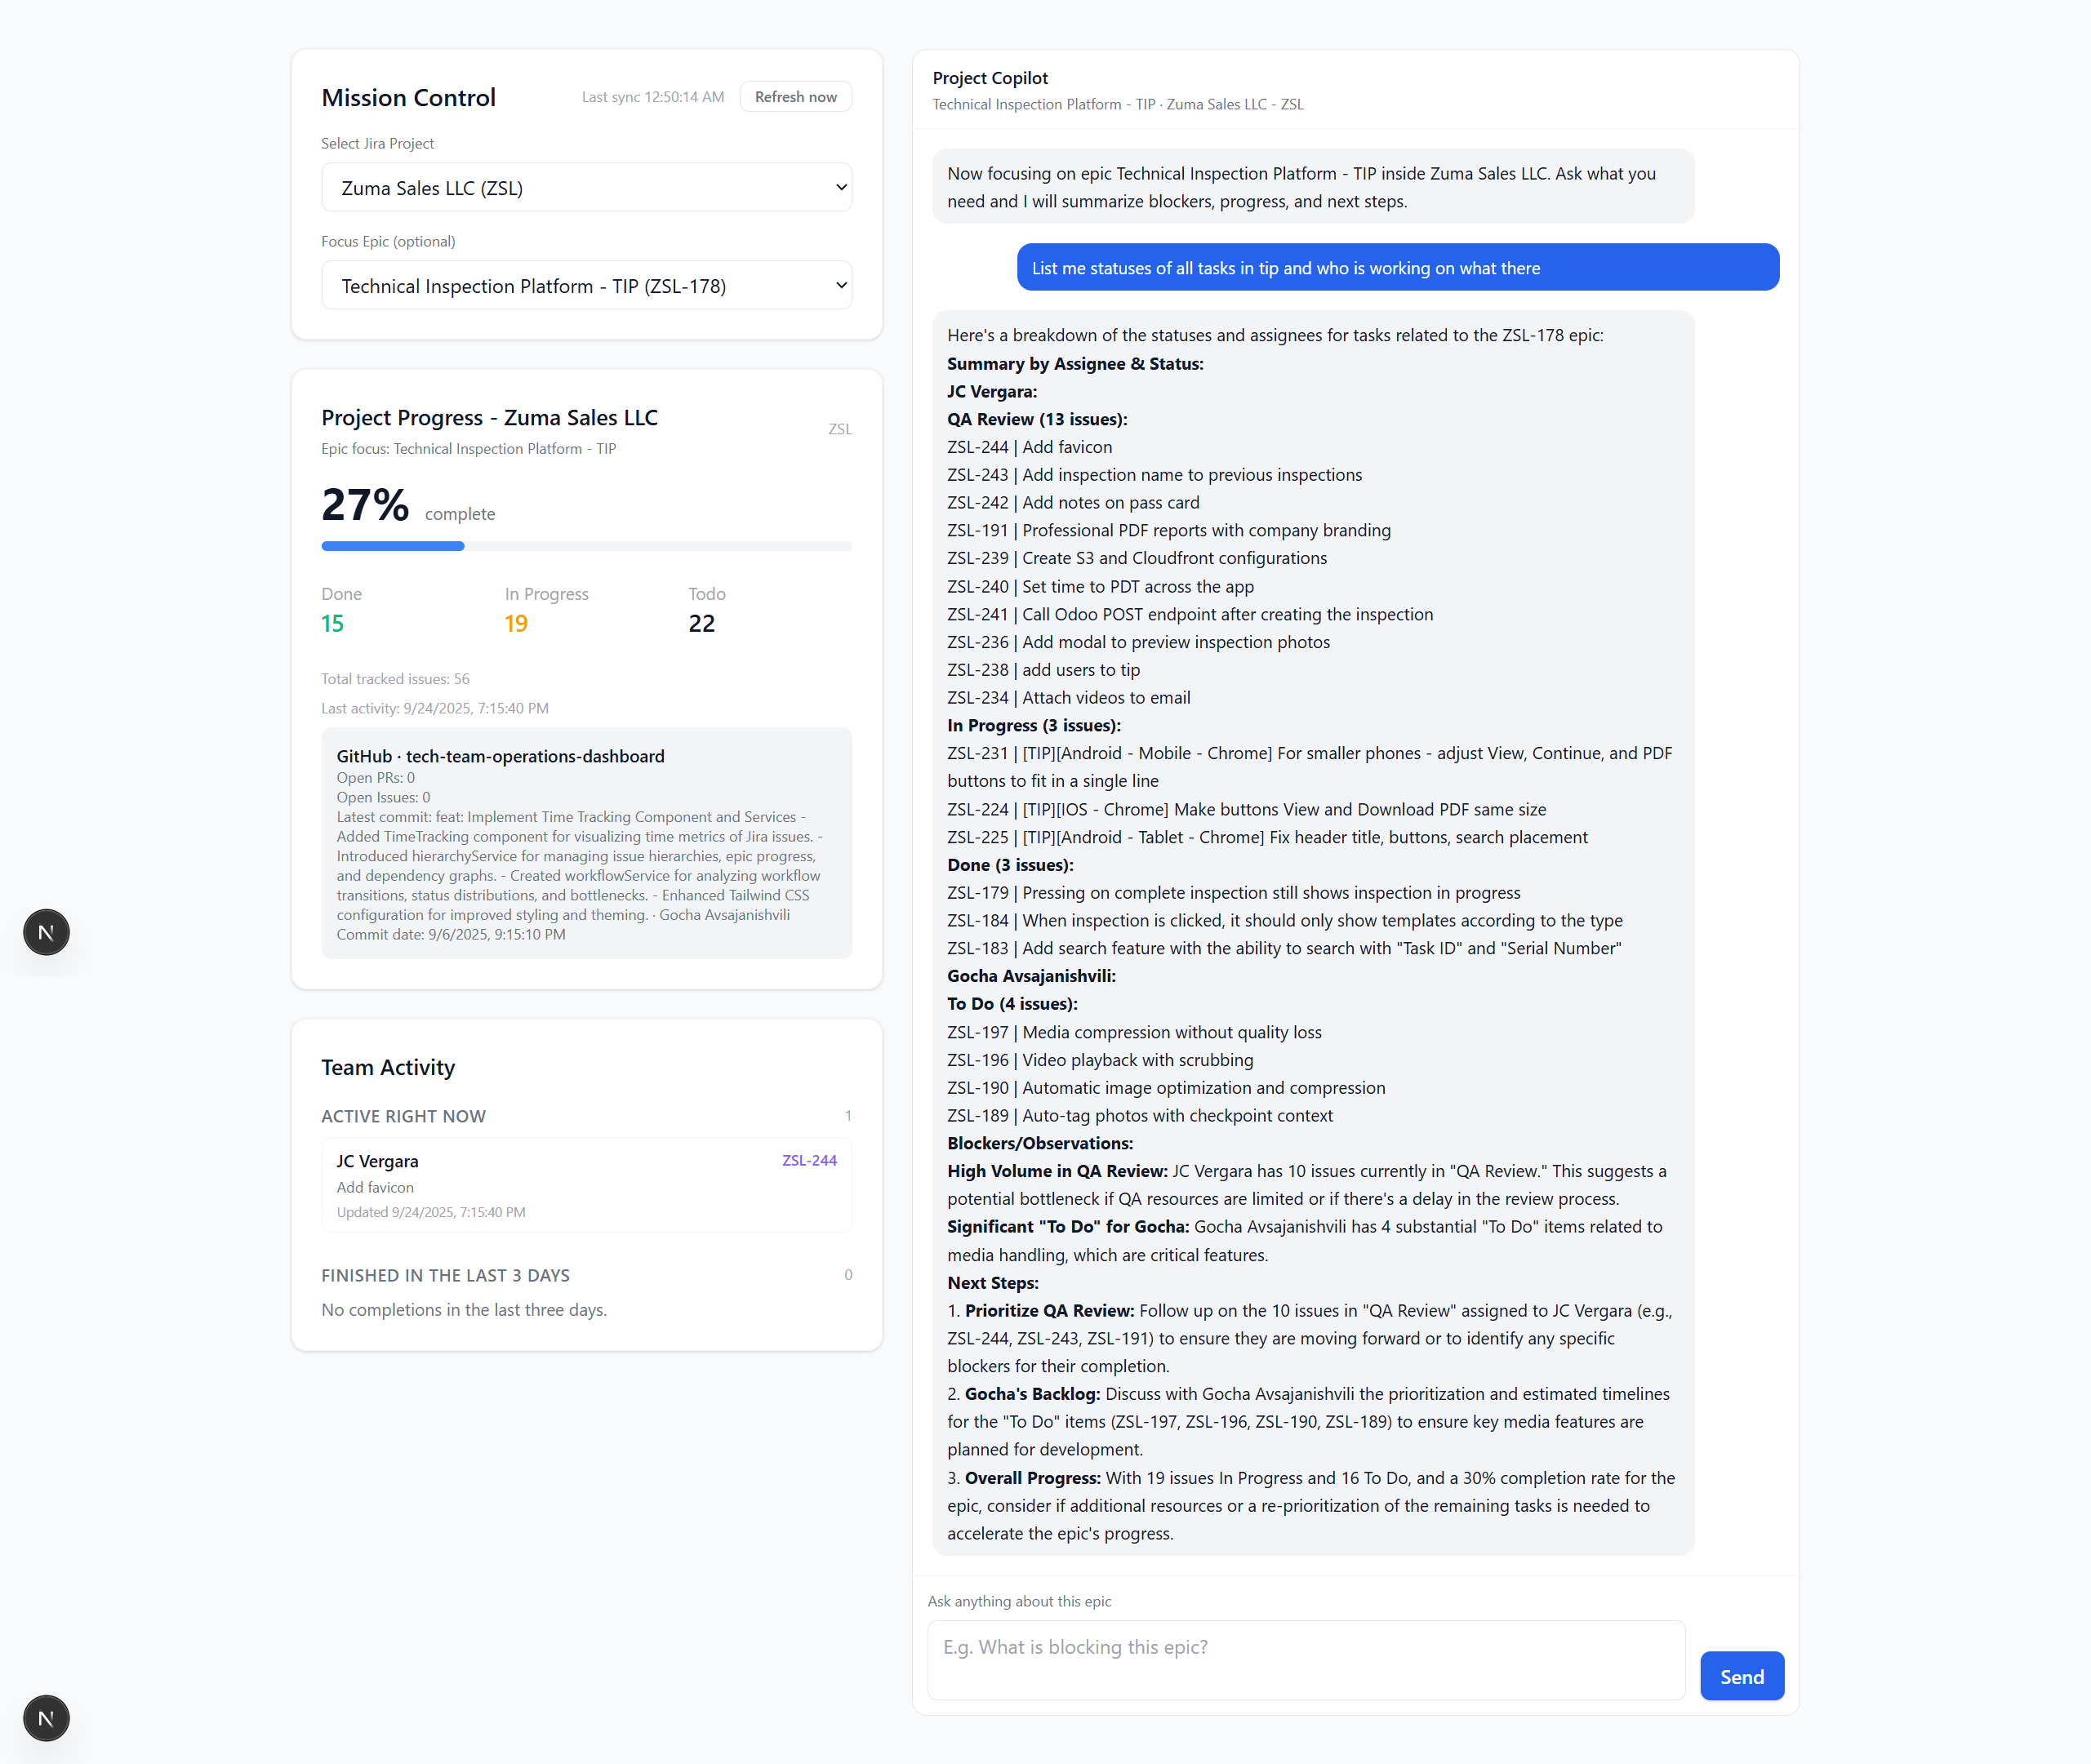 Mission Control
Last sync 12:50:14 AM
Refresh now
Select Jira Project
Zuma Sales LLC (ZSL)
Focus Epic (optional)
Technical Inspection Platform - TIP (ZSL-178)
Project Progress - Zuma Sales LLC
ZSL
Epic focus: Technical Inspection Platform - TIP
27% complete
Done
In Progress
Todo
15
19
22
Total tracked issues: 56
Last activity: 9/24/2025, 7:15:40 PM
GitHub · tech-team-operations-dashboard
Open PRs: 0
Open Issues: 0
Latest commit: feat: Implement Time Tracking Component and Services -
Added TimeTracking component for visualizing time metrics of Jira issues. -
Introduced hierarchyService for managing issue hierarchies, epic progress,
and dependency graphs. - Created workflowService for analyzing workflow
transitions, status distributions, and bottlenecks. - Enhanced Tailwind CSS
configuration for improved styling and theming. · Gocha Avsajanishvili
Commit date: 9/6/2025, 9:15:10 PM
Team Activity
ACTIVE RIGHT NOW
1
JC Vergara
ZSL-244
Add favicon
Updated 9/24/2025, 7:15:40 PM
FINISHED IN THE LAST 3 DAYS
0
No completions in the last three days.
N
N
Project Copilot
Technical Inspection Platform - TIP · Zuma Sales LLC - ZSL
Now focusing on epic Technical Inspection Platform - TIP inside Zuma Sales LLC. Ask what you
need and I will summarize blockers, progress, and next steps.
List me statuses of all tasks in tip and who is working on what there
Here's a breakdown of the statuses and assignees for tasks related to the ZSL-178 epic:
Summary by Assignee & Status:
JC Vergara:
QA Review (13 issues):
ZSL-244 | Add favicon
ZSL-243 | Add inspection name to previous inspections
ZSL-242 | Add notes on pass card
ZSL-191 | Professional PDF reports with company branding
ZSL-239 | Create S3 and Cloudfront configurations
ZSL-240 | Set time to PDT across the app
ZSL-241 | Call Odoo POST endpoint after creating the inspection
ZSL-236 | Add modal to preview inspection photos
ZSL-238 | add users to tip
ZSL-234 | Attach videos to email
In Progress (3 issues):
ZSL-231 | [TIP][Android - Mobile - Chrome] For smaller phones - adjust View, Continue, and PDF
buttons to fit in a single line
ZSL-224 | [TIP][IOS - Chrome] Make buttons View and Download PDF same size
ZSL-225 | [TIP][Android - Tablet - Chrome] Fix header title, buttons, search placement
Done (3 issues):
ZSL-179 | Pressing on complete inspection still shows inspection in progress
ZSL-184 | When inspection is clicked, it should only show templates according to the type
ZSL-183 | Add search feature with the ability to search with "Task ID" and "Serial Number"
Gocha Avsajanishvili:
To Do (4 issues):
ZSL-197 | Media compression without quality loss
ZSL-196 | Video playback with scrubbing
ZSL-190 | Automatic image optimization and compression
ZSL-189 | Auto-tag photos with checkpoint context
Blockers/Observations:
High Volume in QA Review: JC Vergara has 10 issues currently in "QA Review." This suggests a
potential bottleneck if QA resources are limited or if there's a delay in the review process.
Significant "To Do" for Gocha: Gocha Avsajanishvili has 4 substantial "To Do" items related to
media handling, which are critical features.
Next Steps:
1. Prioritize QA Review: Follow up on the 10 issues in "QA Review" assigned to JC Vergara (e.g.,
ZSL-244, ZSL-243, ZSL-191) to ensure they are moving forward or to identify any specific
blockers for their completion.
2. Gocha's Backlog: Discuss with Gocha Avsajanishvili the prioritization and estimated timelines
for the "To Do" items (ZSL-197, ZSL-196, ZSL-190, ZSL-189) to ensure key media features are
planned for development.
3. Overall Progress: With 19 issues In Progress and 16 To Do, and a 30% completion rate for the
epic, consider if additional resources or a re-prioritization of the remaining tasks is needed to
accelerate the epic's progress.
Ask anything about this epic
E.g. What is blocking this epic?
Send